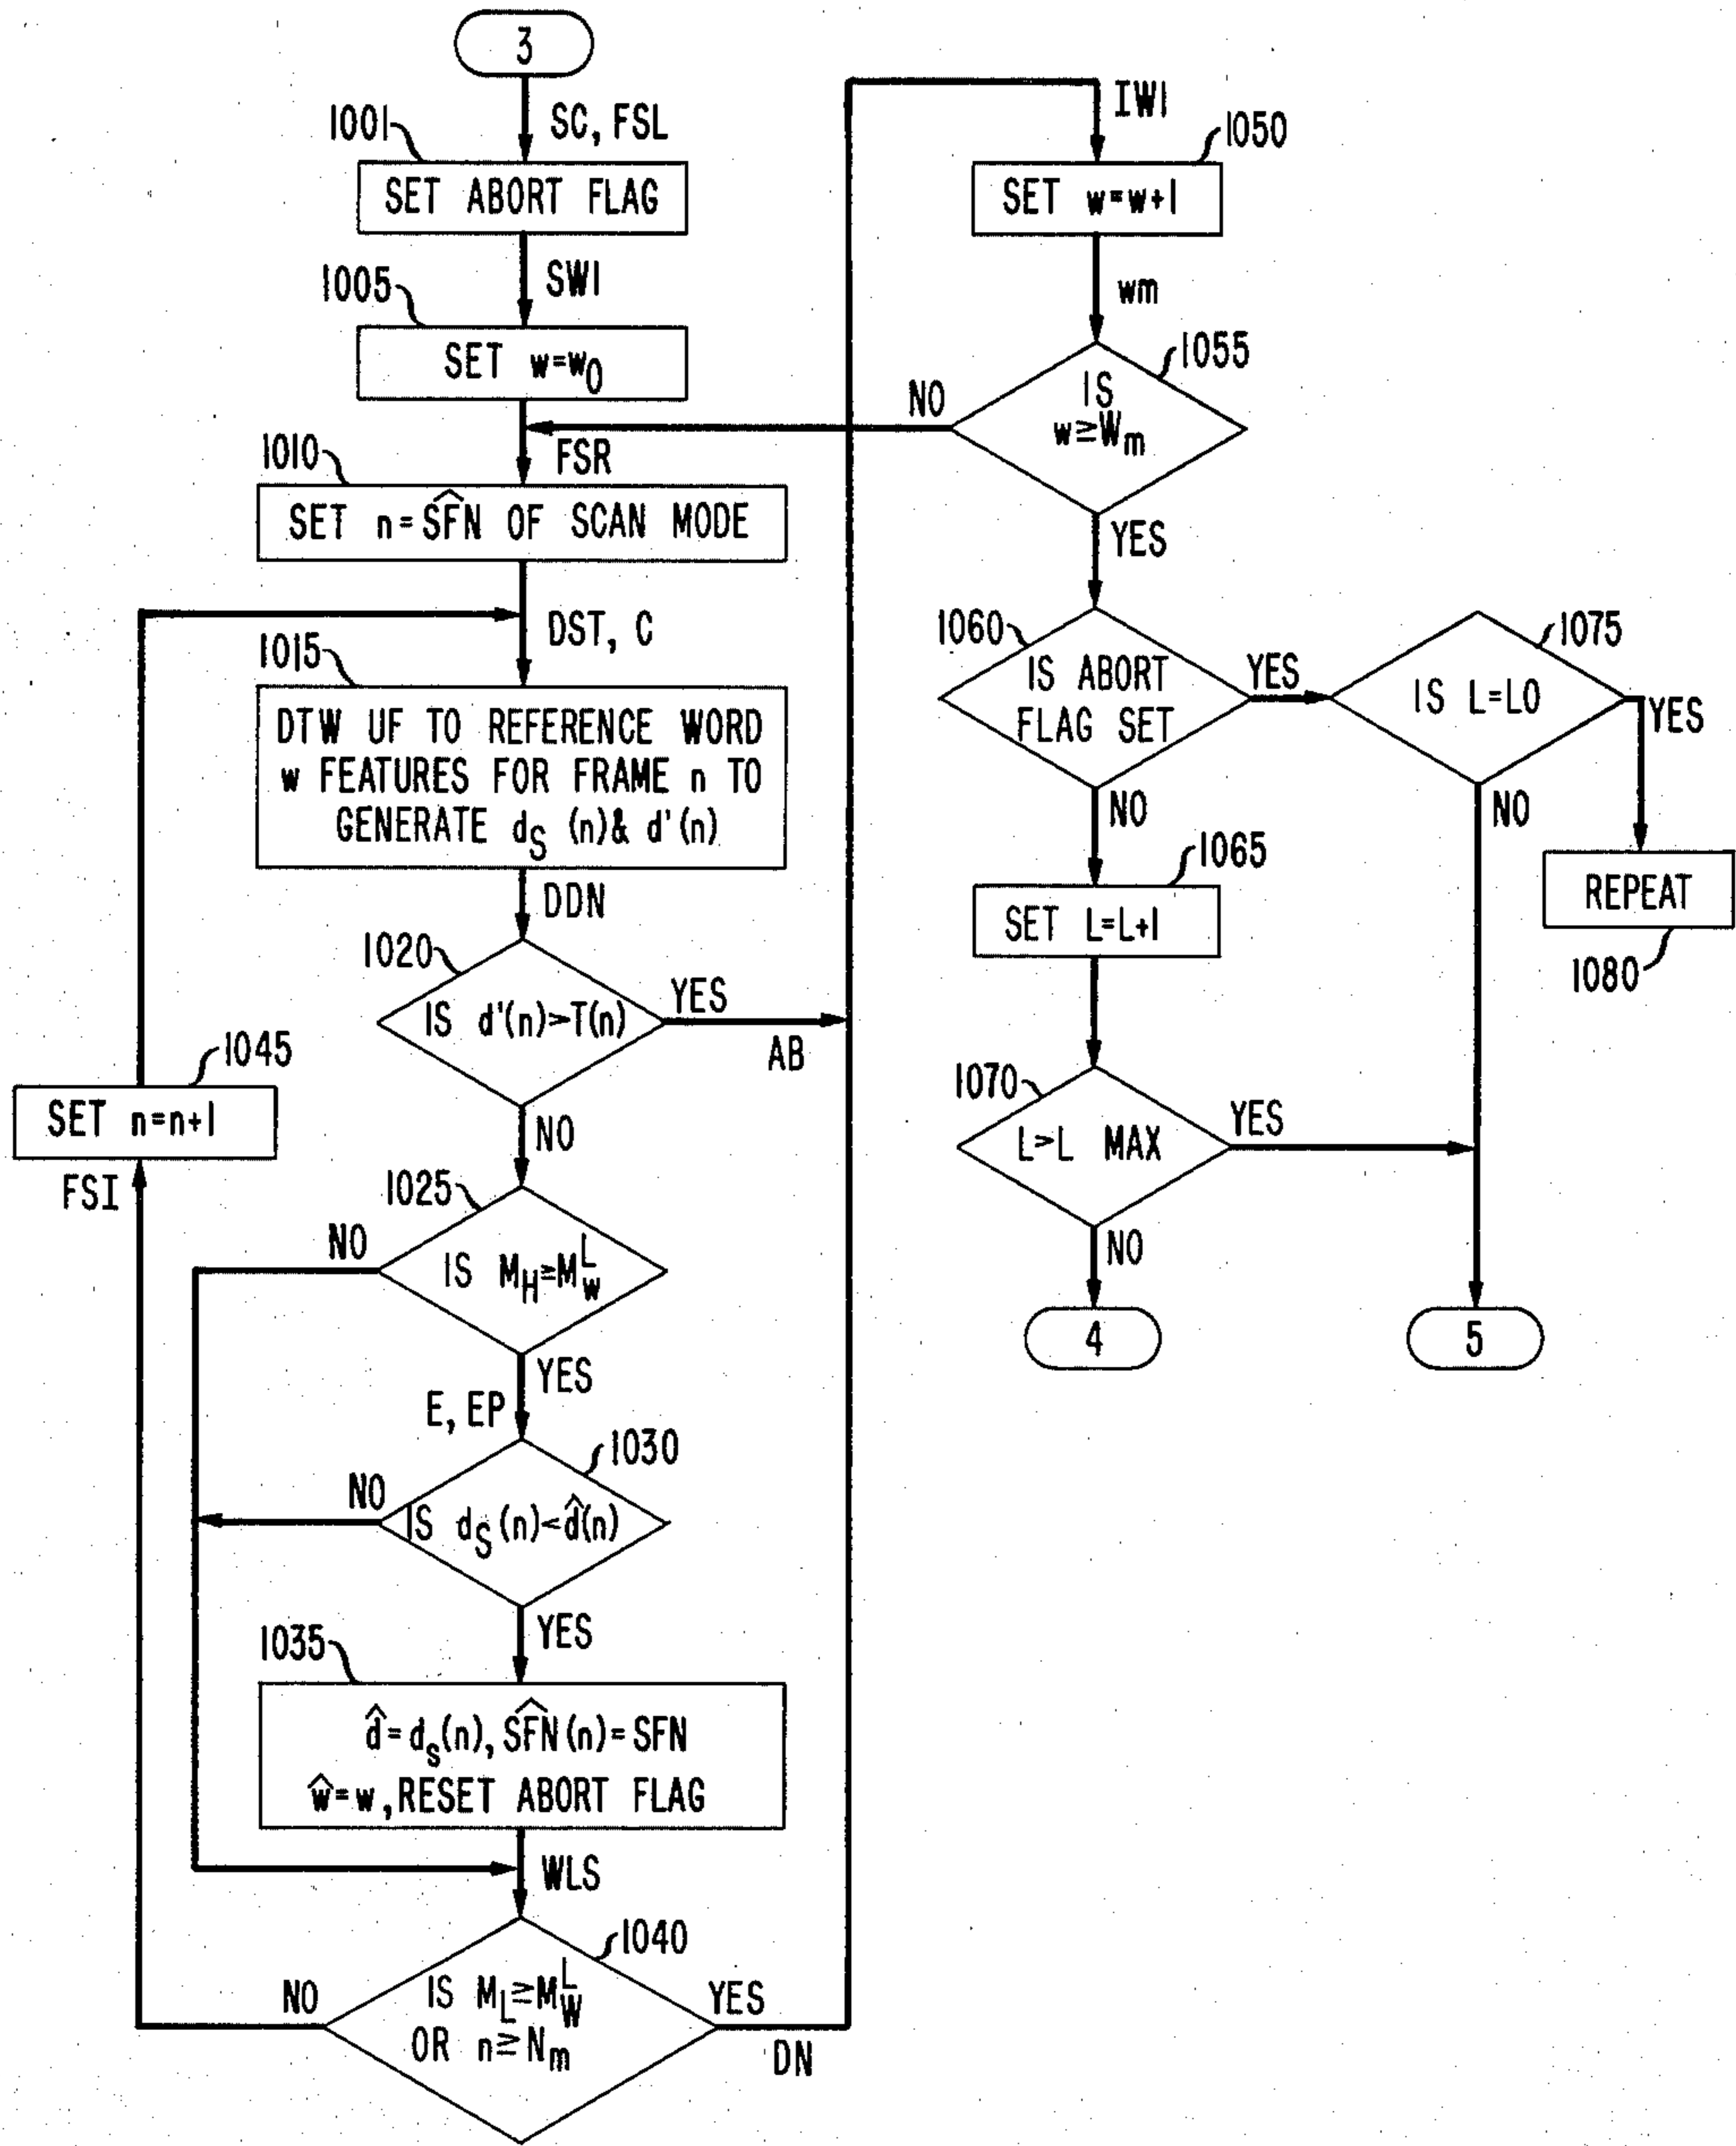 3
SC, FSL
1001
SET ABORT FLAG
SWI
1005
SET w=w0
FSR
1010
SET n=S͡FN OF SCAN MODE
DST, C
1015
DTW UF TO REFERENCE WORD
w FEATURES FOR FRAME n TO
GENERATE dS (n)& d'(n)
DDN
1020
IS d'(n)>T(n)
YES
AB
NO
1045
SET n=n+1
FSI
1025
NO
IS MH≥MwL
YES
E, EP
1030
NO
IS dS(n)<d̂(n)
YES
1035
d̂=ds(n), S͡FN(n)=SFN
ŵ=w, RESET ABORT FLAG
WLS
1040
NO
IS ML≥MWL
OR n≥Nm
YES
DN
IWI
1050
SET w=w+1
wm
1055
NO
IS
w≥Wm
YES
1060
IS ABORT
FLAG SET
YES
1075
IS L=LO
YES
NO
NO
1065
SET L=L+1
REPEAT
1080
1070
L>L MAX
YES
NO
4
5